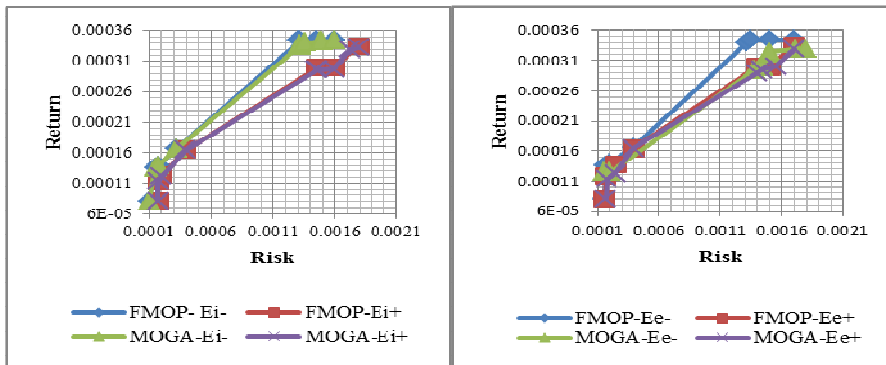 0.00036
0.00031
0.00026
0.00021
0.00016
0.00011
6E-05
Return
0.0001 0.0006 0.0011 0.0016 0.0021
Risk
FMOP- Ei- FMOP-Ei+
MOGA-Ei- MOGA-Ei+
0.00036
0.00031
0.00026
0.00021
0.00016
0.00011
6E-05
Return
0.0001 0.0006 0.0011 0.0016 0.0021
Risk
FMOP-Ee- FMOP-Ee+
MOGA-Ee- MOGA-Ee+